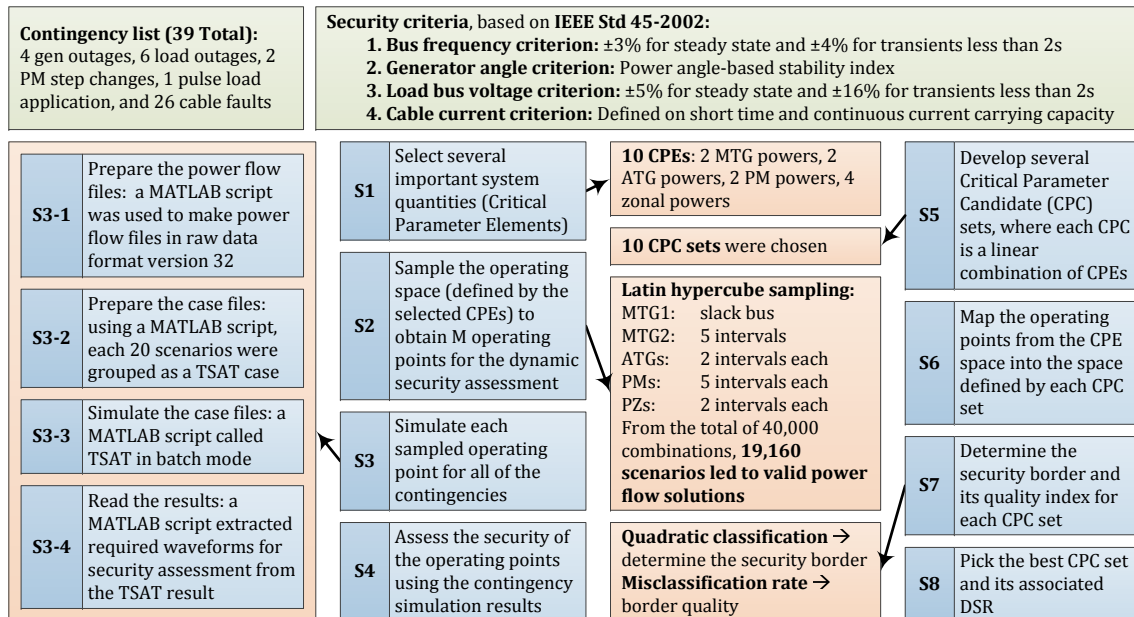 Contingency list (39 Total):
4 gen outages, 6 load outages, 2
PM step changes, 1 pulse load
application, and 26 cable faults
Security criteria, based on IEEE Std 45-2002:
1. Bus frequency criterion: ±3% for steady state and ±4% for transients less than 2s
2. Generator angle criterion: Power angle-based stability index
3. Load bus voltage criterion: ±5% for steady state and ±16% for transients less than 2s
4. Cable current criterion: Defined on short time and continuous current carrying capacity
S3-1
Prepare the power flow
files: a MATLAB script
was used to make power
flow files in raw data
format version 32
S3-2
Prepare the case files:
using a MATLAB script,
each 20 scenarios were
grouped as a TSAT case
S3-3
Simulate the case files: a
MATLAB script called
TSAT in batch mode
S3-4
Read the results: a
MATLAB script extracted
required waveforms for
security assessment from
the TSAT result
S1
Select several
important system
quantities (Critical
Parameter Elements)
S2
Sample the operating
space (defined by the
selected CPEs) to
obtain M operating
points for the dynamic
security assessment
S3
Simulate each
sampled operating
point for all of the
contingencies
S4
Assess the security of
the operating points
using the contingency
simulation results
10 CPEs: 2 MTG powers, 2
ATG powers, 2 PM powers, 4
zonal powers
10 CPC sets were chosen
Latin hypercube sampling:
MTG1: slack bus
MTG2: 5 intervals
ATGs: 2 intervals each
PMs: 5 intervals each
PZs: 2 intervals each
From the total of 40,000
combinations, 19,160
scenarios led to valid power
flow solutions
Quadratic classification →
determine the security border
Misclassification rate →
border quality
S5
Develop several
Critical Parameter
Candidate (CPC)
sets, where each CPC
is a linear
combination of CPEs
S6
Map the operating
points from the CPE
space into the space
defined by each CPC
set
S7
Determine the
security border and
its quality index for
each CPC set
S8
Pick the best CPC set
and its associated
DSR